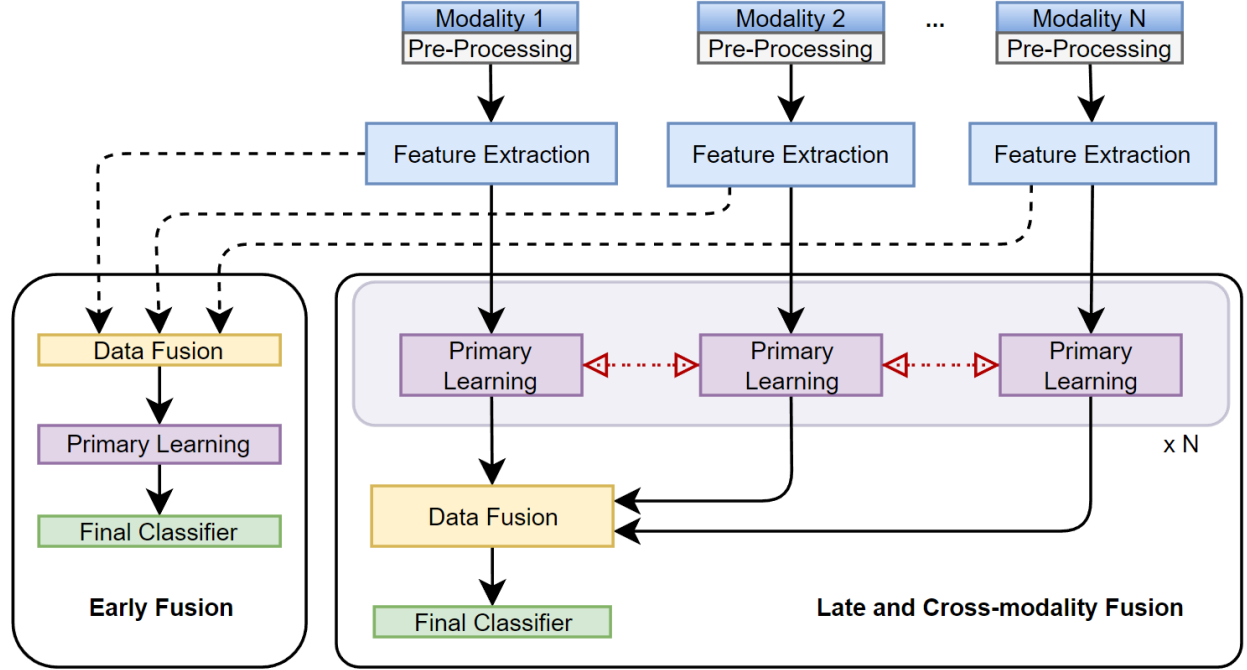 Modality 1
Modality 2
...
Modality N
Pre-Processing
Pre-Processing
Pre-Processing
Feature Extraction
Feature Extraction
Feature Extraction
Data Fusion
Primary Learning
Final Classifier
Early Fusion
Primary
Learning
Primary
Learning
Primary
Learning
x N
Data Fusion
Final Classifier
Late and Cross-modality Fusion